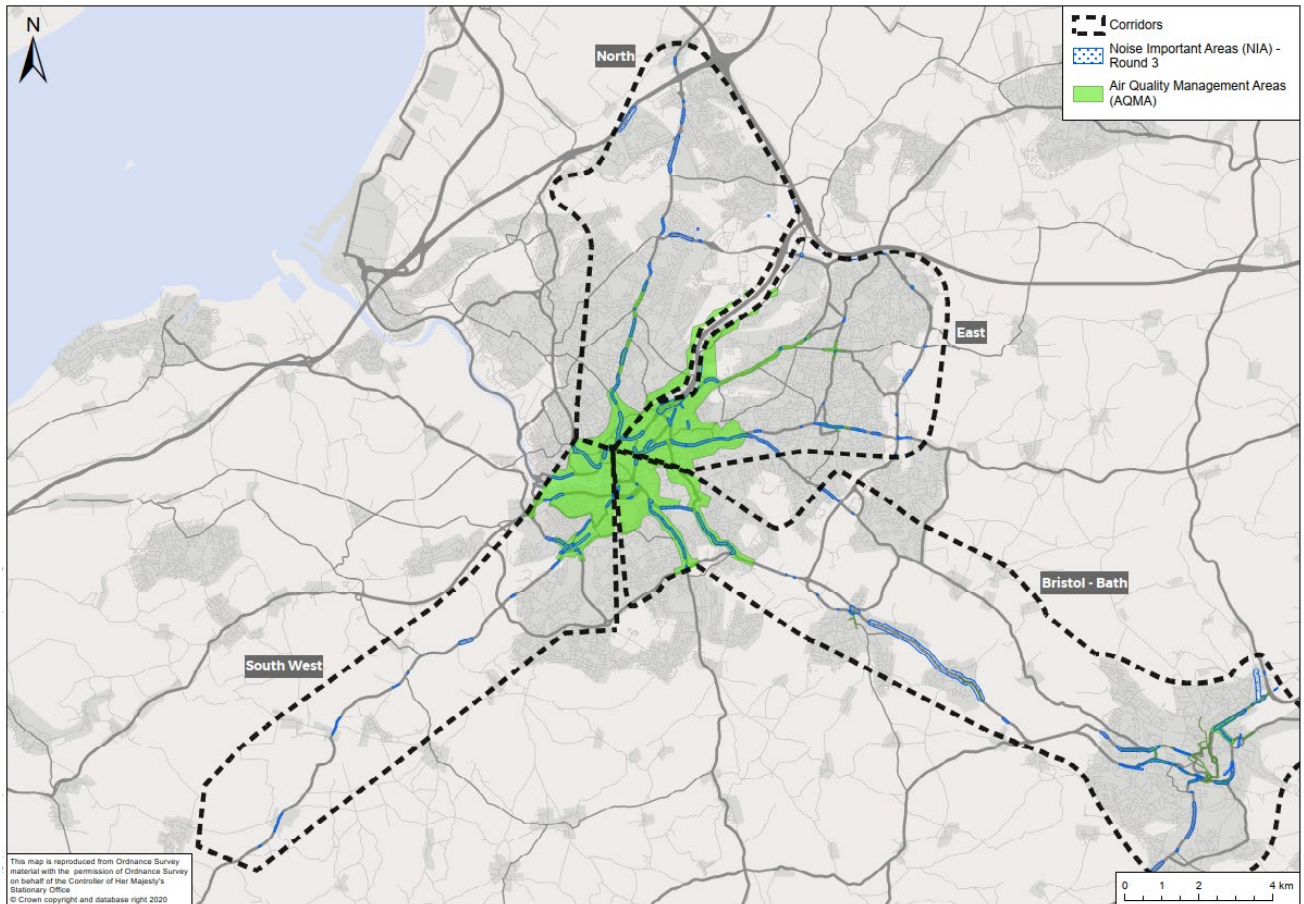 N
North
Corridors
Noise Important Areas (NIA) -
Round 3
Air Quality Management Areas
(AQMA)
East
Bristol - Bath
South West
This map is reproduced from Ordnance Survey
material with the permission of Ordnance Survey
on behalf of the Controller of Her Majesty's
Stationary Office
© Crown copyright and database right 2020
0 1 2 4 km